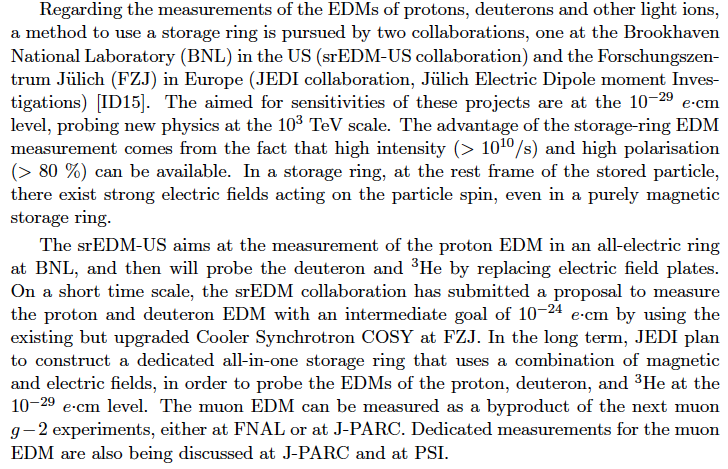 Regarding the measurements of the EDMs of protons, deuterons and other light ions,
a method to use a storage ring is pursued by two collaborations, one at the Brookhaven
National Laboratory (BNL) in the US (srEDM-US collaboration) and the Forschungszen-
trum Jülich (FZJ) in Europe (JEDI collaboration, Jülich Electric Dipole moment Inves-
tigations) [ID15]. The aimed for sensitivities of these projects are at the 10⁻²⁹ e·cm
level, probing new physics at the 10³ TeV scale. The advantage of the storage-ring EDM
measurement comes from the fact that high intensity (> 10¹⁰/s) and high polarisation
(> 80 %) can be available. In a storage ring, at the rest frame of the stored particle,
there exist strong electric fields acting on the particle spin, even in a purely magnetic
storage ring.
The srEDM-US aims at the measurement of the proton EDM in an all-electric ring
at BNL, and then will probe the deuteron and ³He by replacing electric field plates.
On a short time scale, the srEDM collaboration has submitted a proposal to measure
the proton and deuteron EDM with an intermediate goal of 10⁻²⁴ e·cm by using the
existing but upgraded Cooler Synchrotron COSY at FZJ. In the long term, JEDI plan
to construct a dedicated all-in-one storage ring that uses a combination of magnetic
and electric fields, in order to probe the EDMs of the proton, deuteron, and ³He at the
10⁻²⁹ e·cm level. The muon EDM can be measured as a byproduct of the next muon
g−2 experiments, either at FNAL or at J-PARC. Dedicated measurements for the muon
EDM are also being discussed at J-PARC and at PSI.